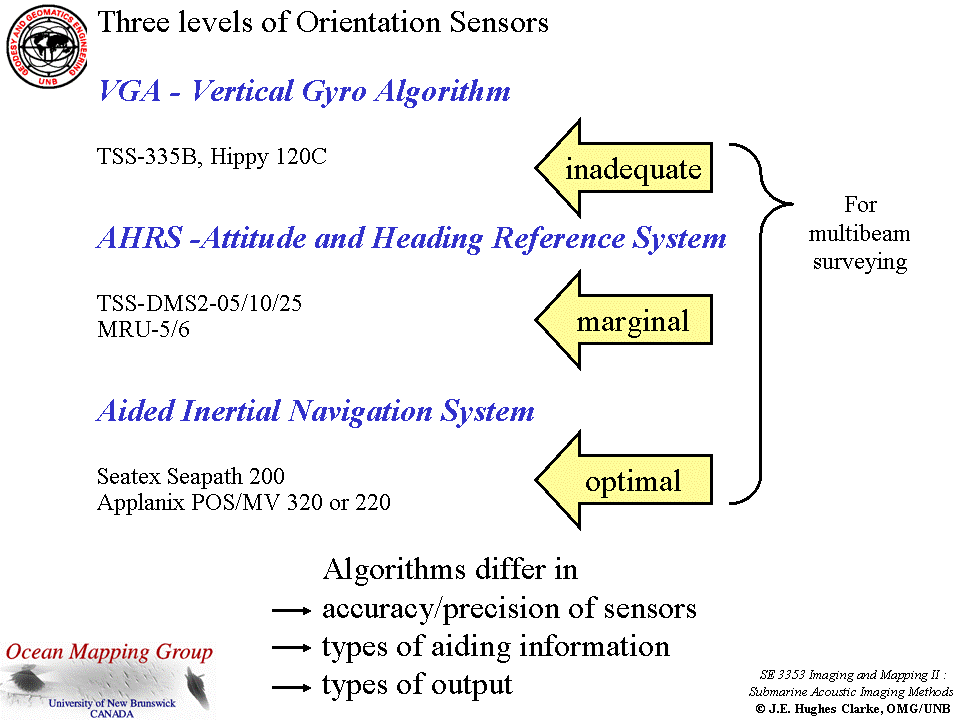 GEODESY AND GEOMATICS ENGINEERING
UNB
Three levels of Orientation Sensors
VGA - Vertical Gyro Algorithm
TSS-335B, Hippy 120C
inadequate
For
multibeam
surveying
AHRS -Attitude and Heading Reference System
TSS-DMS2-05/10/25
MRU-5/6
marginal
Aided Inertial Navigation System
Seatex Seapath 200
Applanix POS/MV 320 or 220
optimal
Algorithms differ in
accuracy/precision of sensors
types of aiding information
types of output
Ocean Mapping Group
University of New Brunswick
CANADA
SE 3353 Imaging and Mapping II :
Submarine Acoustic Imaging Methods
© J.E. Hughes Clarke, OMG/UNB